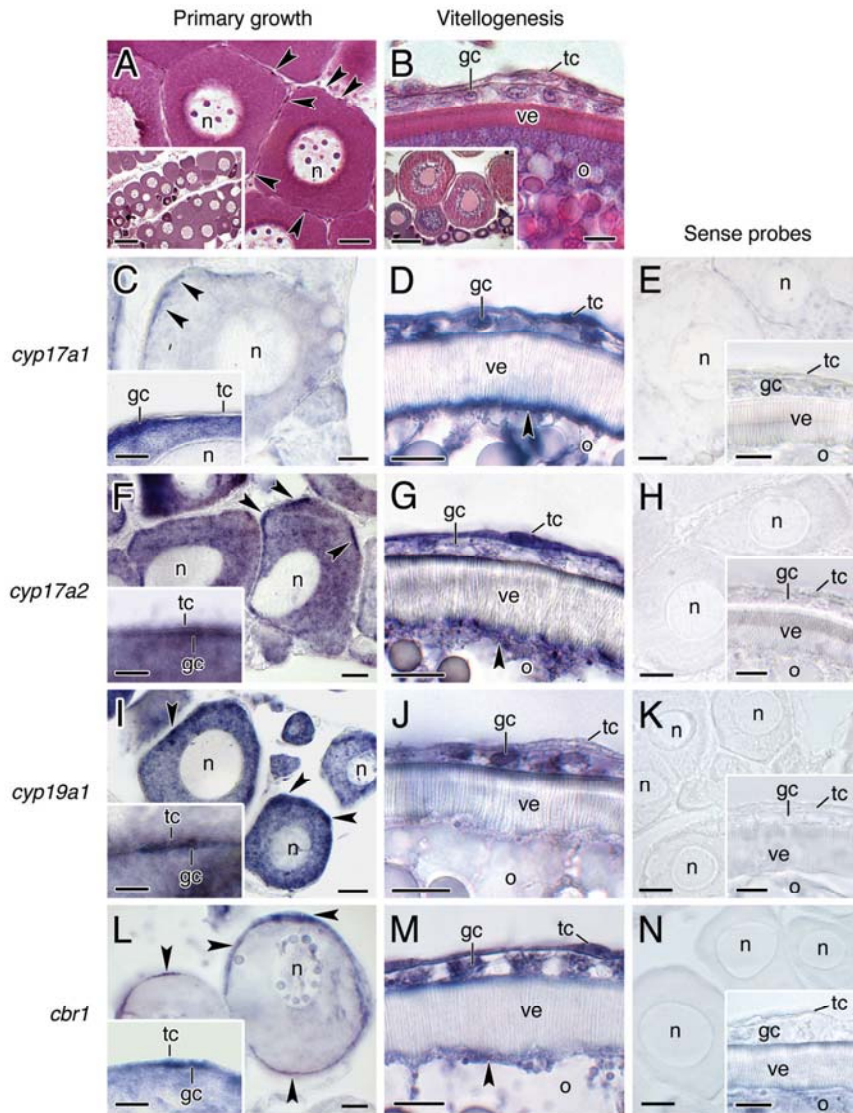 Primary growth
Vitellogenesis
A
n
n
B
gc
tc
ve
o
Sense probes
cyp17a1
C
n
gc
tc
n
D
gc
tc
ve
o
E
n
n
tc
gc
ve
o
cyp17a2
F
n
n
tc
gc
G
gc
tc
ve
o
H
n
n
gc
tc
ve
o
cyp19a1
I
n
n
n
tc
gc
J
gc
tc
ve
o
K
n
n
n
n
tc
gc
ve
o
cbr1
L
n
tc
gc
M
gc
tc
ve
o
N
n
n
n
tc
gc
ve
o